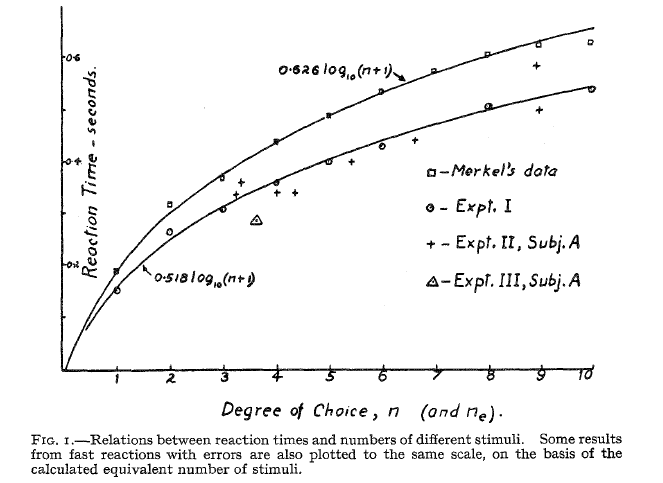 0·6
0·626 log₁₀(n+1)
0·4
0·2
Reaction Time - seconds.
□ - Merkel's data
⊙ - Expt. I
+ - Expt. II, Subj. A
△ - Expt. III, Subj. A
0·518 log₁₀(n+1)
1 2 3 4 5 6 7 8 9 10
Degree of Choice, n (and nₑ).
FIG. 1.—Relations between reaction times and numbers of different stimuli. Some results
from fast reactions with errors are also plotted to the same scale, on the basis of the
calculated equivalent number of stimuli.